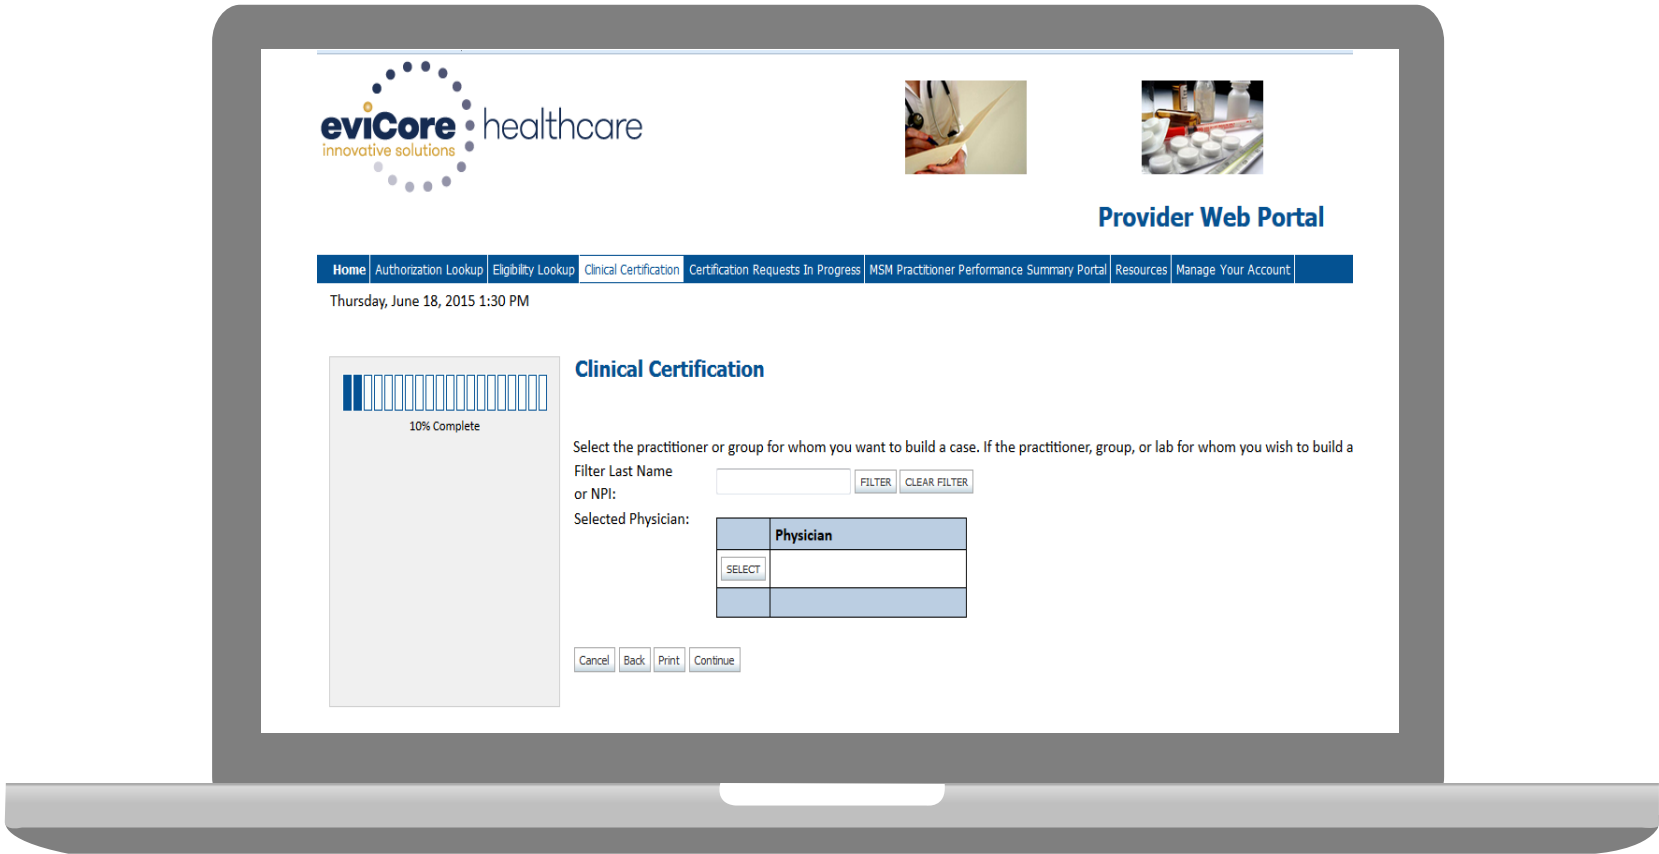 eviCore healthcare
innovative solutions
Provider Web Portal
Home Authorization Lookup Eligibility Lookup Clinical Certification Certification Requests In Progress MSM Practitioner Performance Summary Portal Resources Manage Your Account
Thursday, June 18, 2015 1:30 PM
Clinical Certification
10% Complete
Select the practitioner or group for whom you want to build a case. If the practitioner, group, or lab for whom you wish to build a
Filter Last Name
or NPI:
FILTER CLEAR FILTER
Selected Physician:
Physician
SELECT
Cancel Back Print Continue